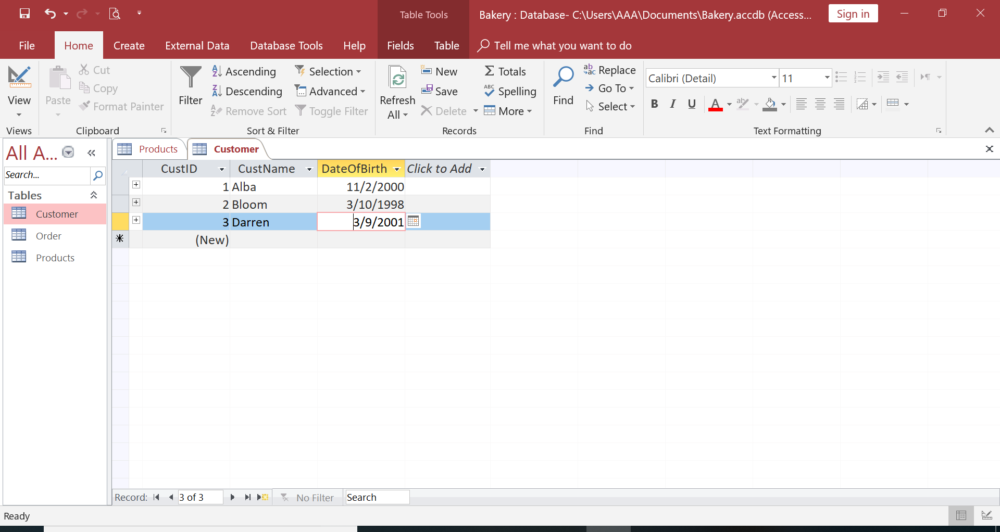 Table Tools
Bakery : Database- C:\Users\AAA\Documents\Bakery.accdb (Access...
Sign in
File
Home
Create
External Data
Database Tools
Help
Fields
Table
Tell me what you want to do
View
Views
Paste
Cut
Copy
Format Painter
Clipboard
Filter
Ascending
Descending
Remove Sort
Selection
Advanced
Toggle Filter
Sort & Filter
Refresh
All
New
Save
Delete
Totals
Spelling
More
Records
Find
Replace
Go To
Select
Find
Calibri (Detail)
11
B I U A
Text Formatting
All A...
Search...
Tables
Customer
Order
Products
Products
Customer
CustID CustName DateOfBirth Click to Add
1 Alba 11/2/2000
2 Bloom 3/10/1998
3 Darren 3/9/2001
(New)
Record: 3 of 3 No Filter Search
Ready